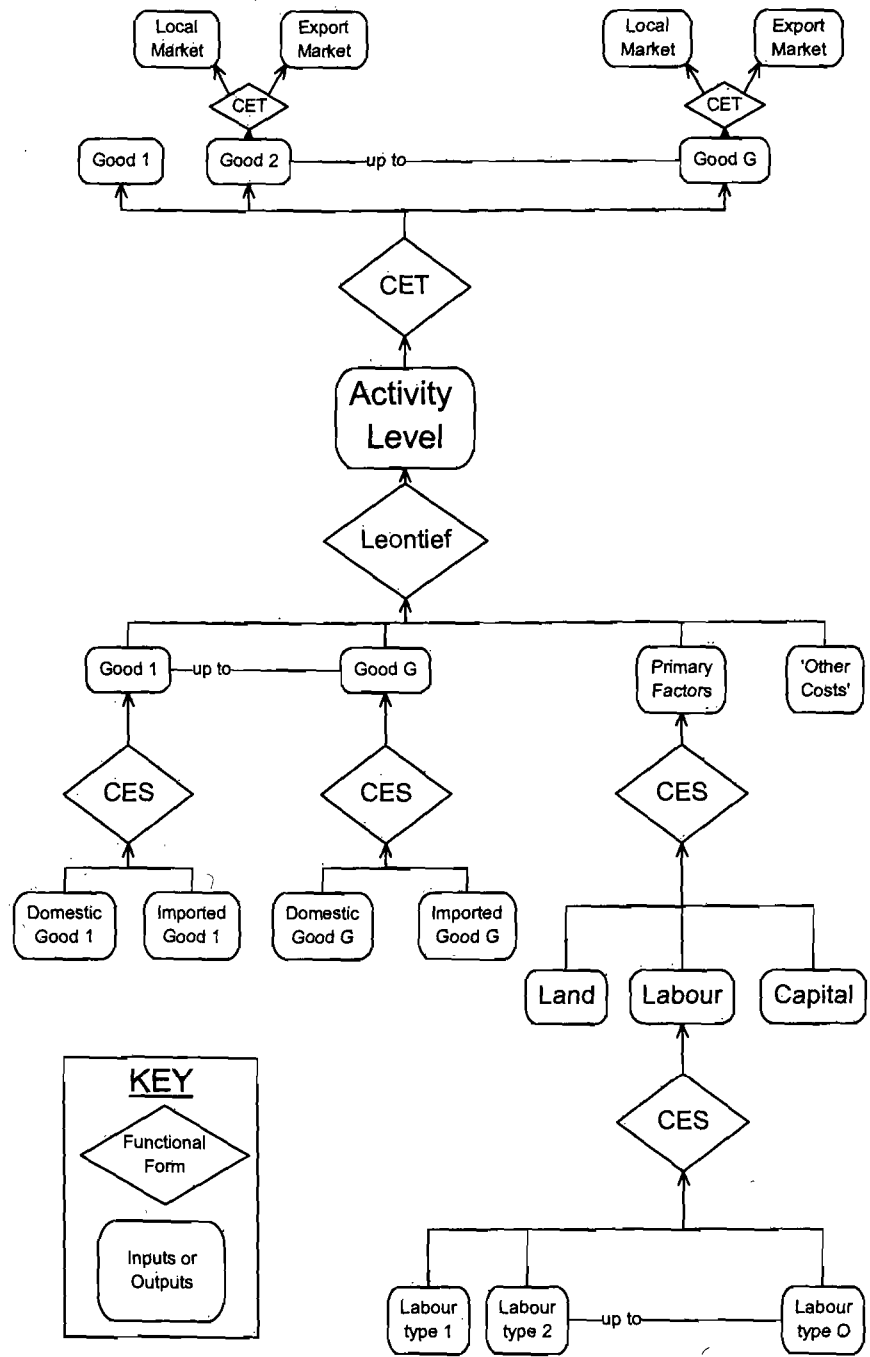 Local
Market
Export
Market
Local
Market
Export
Market
CET
CET
Good 1
Good 2
up to
Good G
CET
Activity
Level
Leontief
Good 1
up to
Good G
Primary
Factors
'Other
Costs'
CES
CES
CES
Domestic
Good 1
Imported
Good 1
Domestic
Good G
Imported
Good G
Land
Labour
Capital
KEY
Functional
Form
Inputs or
Outputs
CES
Labour
type 1
Labour
type 2
up to
Labour
type O